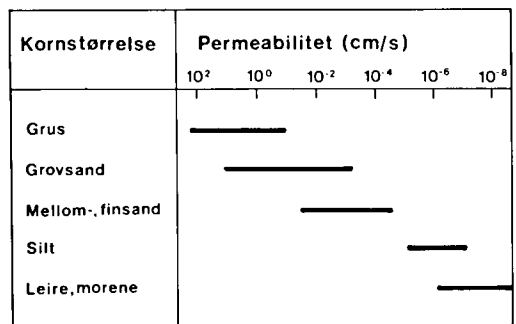 Kornstørrelse Permeabilitet (cm/s)
10² 10⁰ 10⁻² 10⁻⁴ 10⁻⁶ 10⁻⁸
Grus
Grovsand
Mellom-, finsand
Silt
Leire, morene